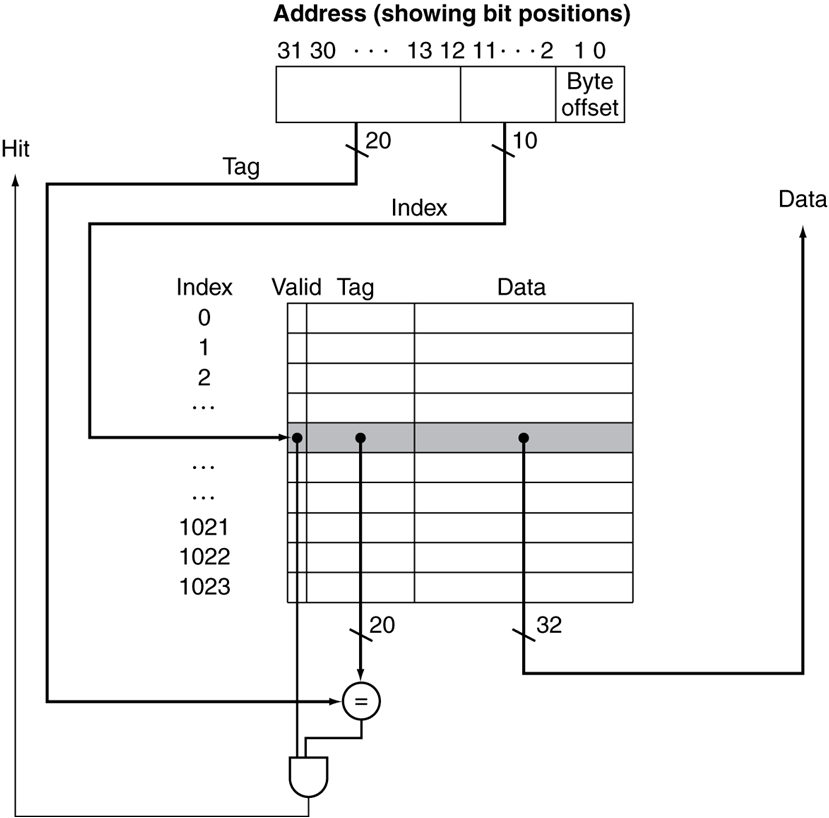 Address (showing bit positions)
31 30 ··· 13 12 11···2 1 0
Byte
offset
20
10
Hit
Tag
Index
Data
Index Valid Tag Data
0
1
2
...
...
...
1021
1022
1023
20
32
=